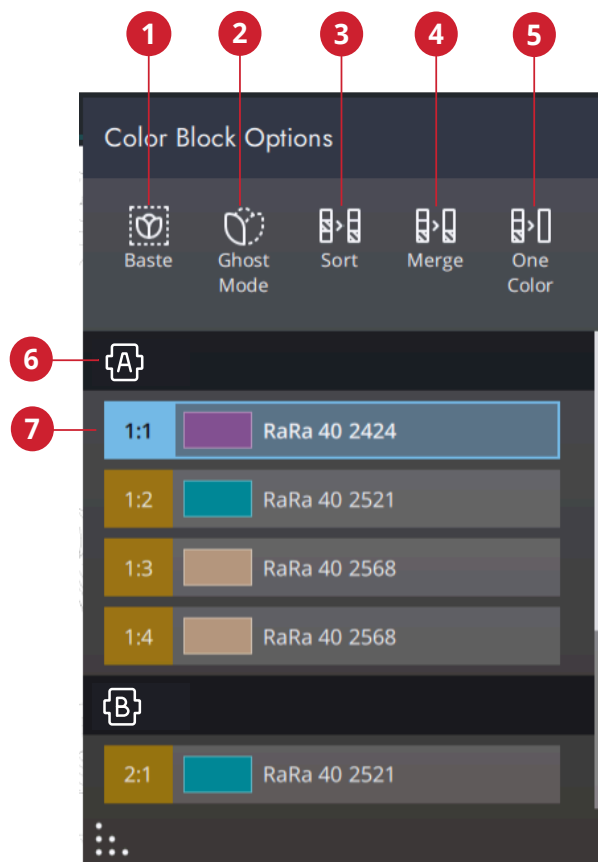 1 2 3 4 5
Color Block Options
Baste Ghost Mode Sort Merge One Color
6 A
7 1:1 RaRa 40 2424
1:2 RaRa 40 2521
1:3 RaRa 40 2568
1:4 RaRa 40 2568
B
2:1 RaRa 40 2521